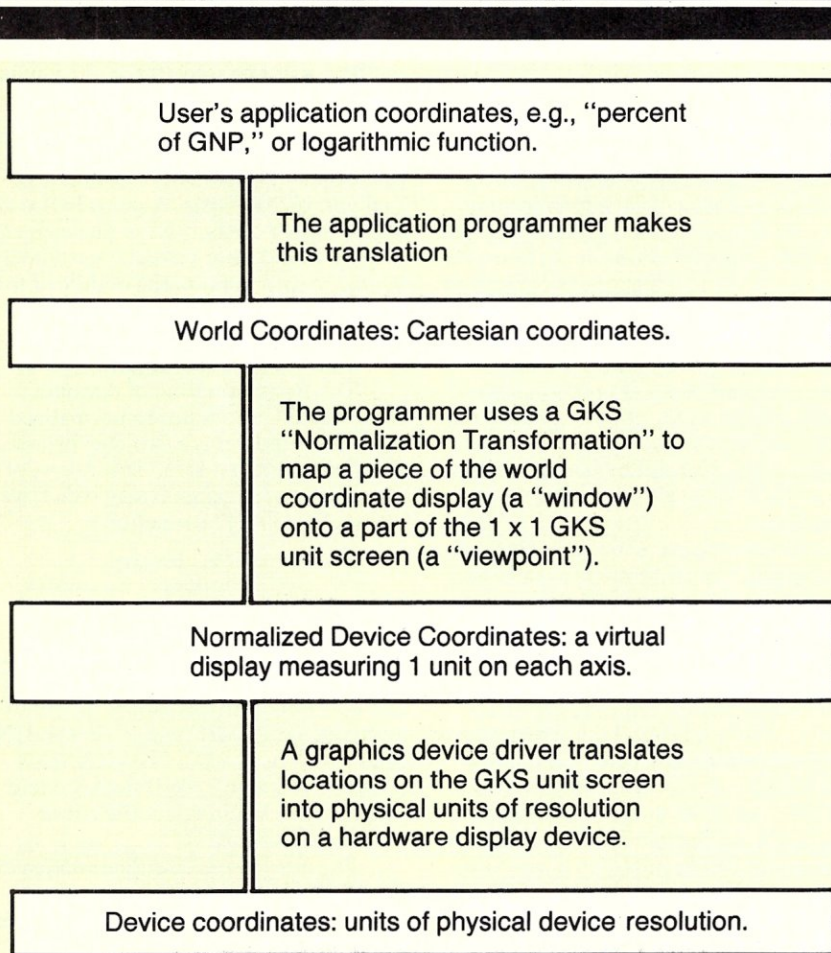 User's application coordinates, e.g., “percent
of GNP,” or logarithmic function.
The application programmer makes
this translation
World Coordinates: Cartesian coordinates.
The programmer uses a GKS
“Normalization Transformation” to
map a piece of the world
coordinate display (a “window”)
onto a part of the 1 x 1 GKS
unit screen (a “viewpoint”).
Normalized Device Coordinates: a virtual
display measuring 1 unit on each axis.
A graphics device driver translates
locations on the GKS unit screen
into physical units of resolution
on a hardware display device.
Device coordinates: units of physical device resolution.